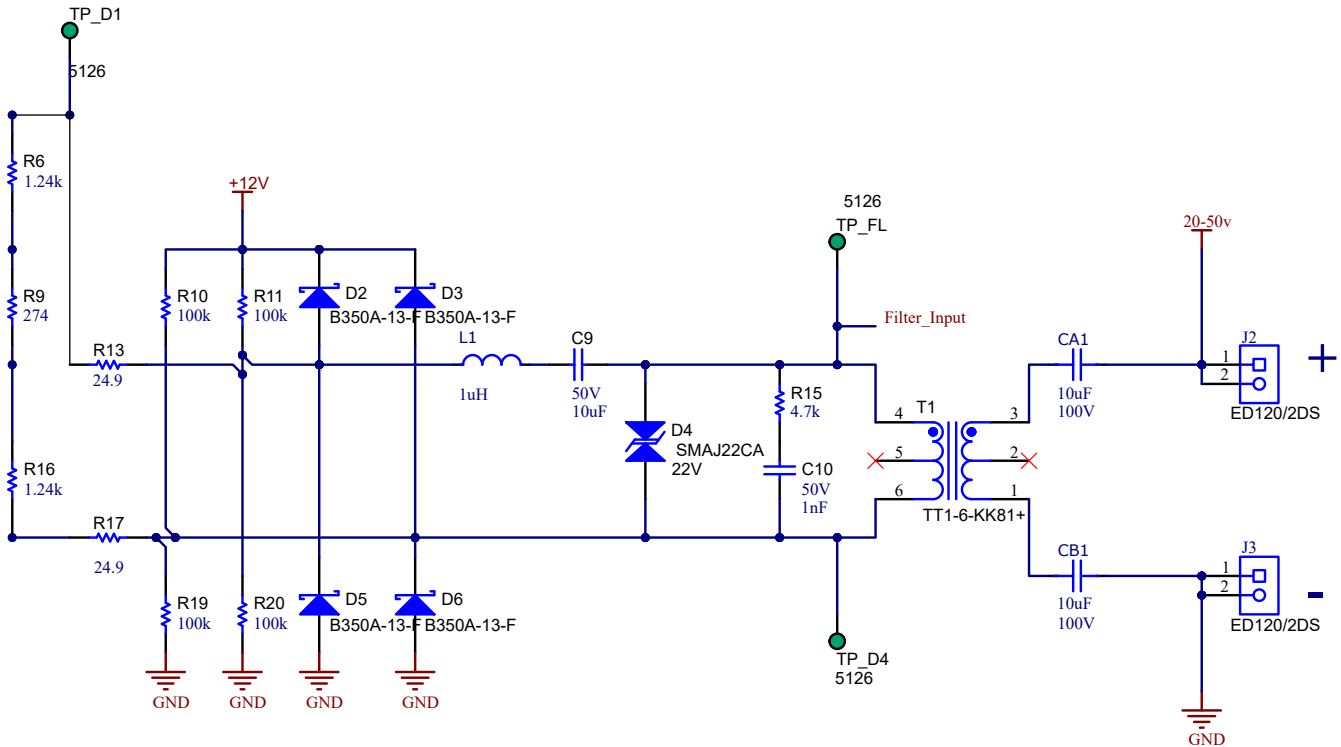 TP_D1
5126
R6
1.24k
R9
274
R16
1.24k
R13
24.9
R17
24.9
+12V
R10
100k
R11
100k
D2
B350A-13-F
D3
B350A-13-F
R19
100k
R20
100k
D5
B350A-13-F
D6
B350A-13-F
GND
GND
GND
GND
L1
1uH
C9
50V
10uF
D4
SMAJ22CA
22V
R15
4.7k
C10
50V
1nF
5126
TP_FL
Filter_Input
TP_D4
5126
T1
4
5
6
3
2
1
TT1-6-KK81+
CA1
10uF
100V
CB1
10uF
100V
20-50v
J2
1
2
ED120/2DS
+
J3
1
2
ED120/2DS
-
GND